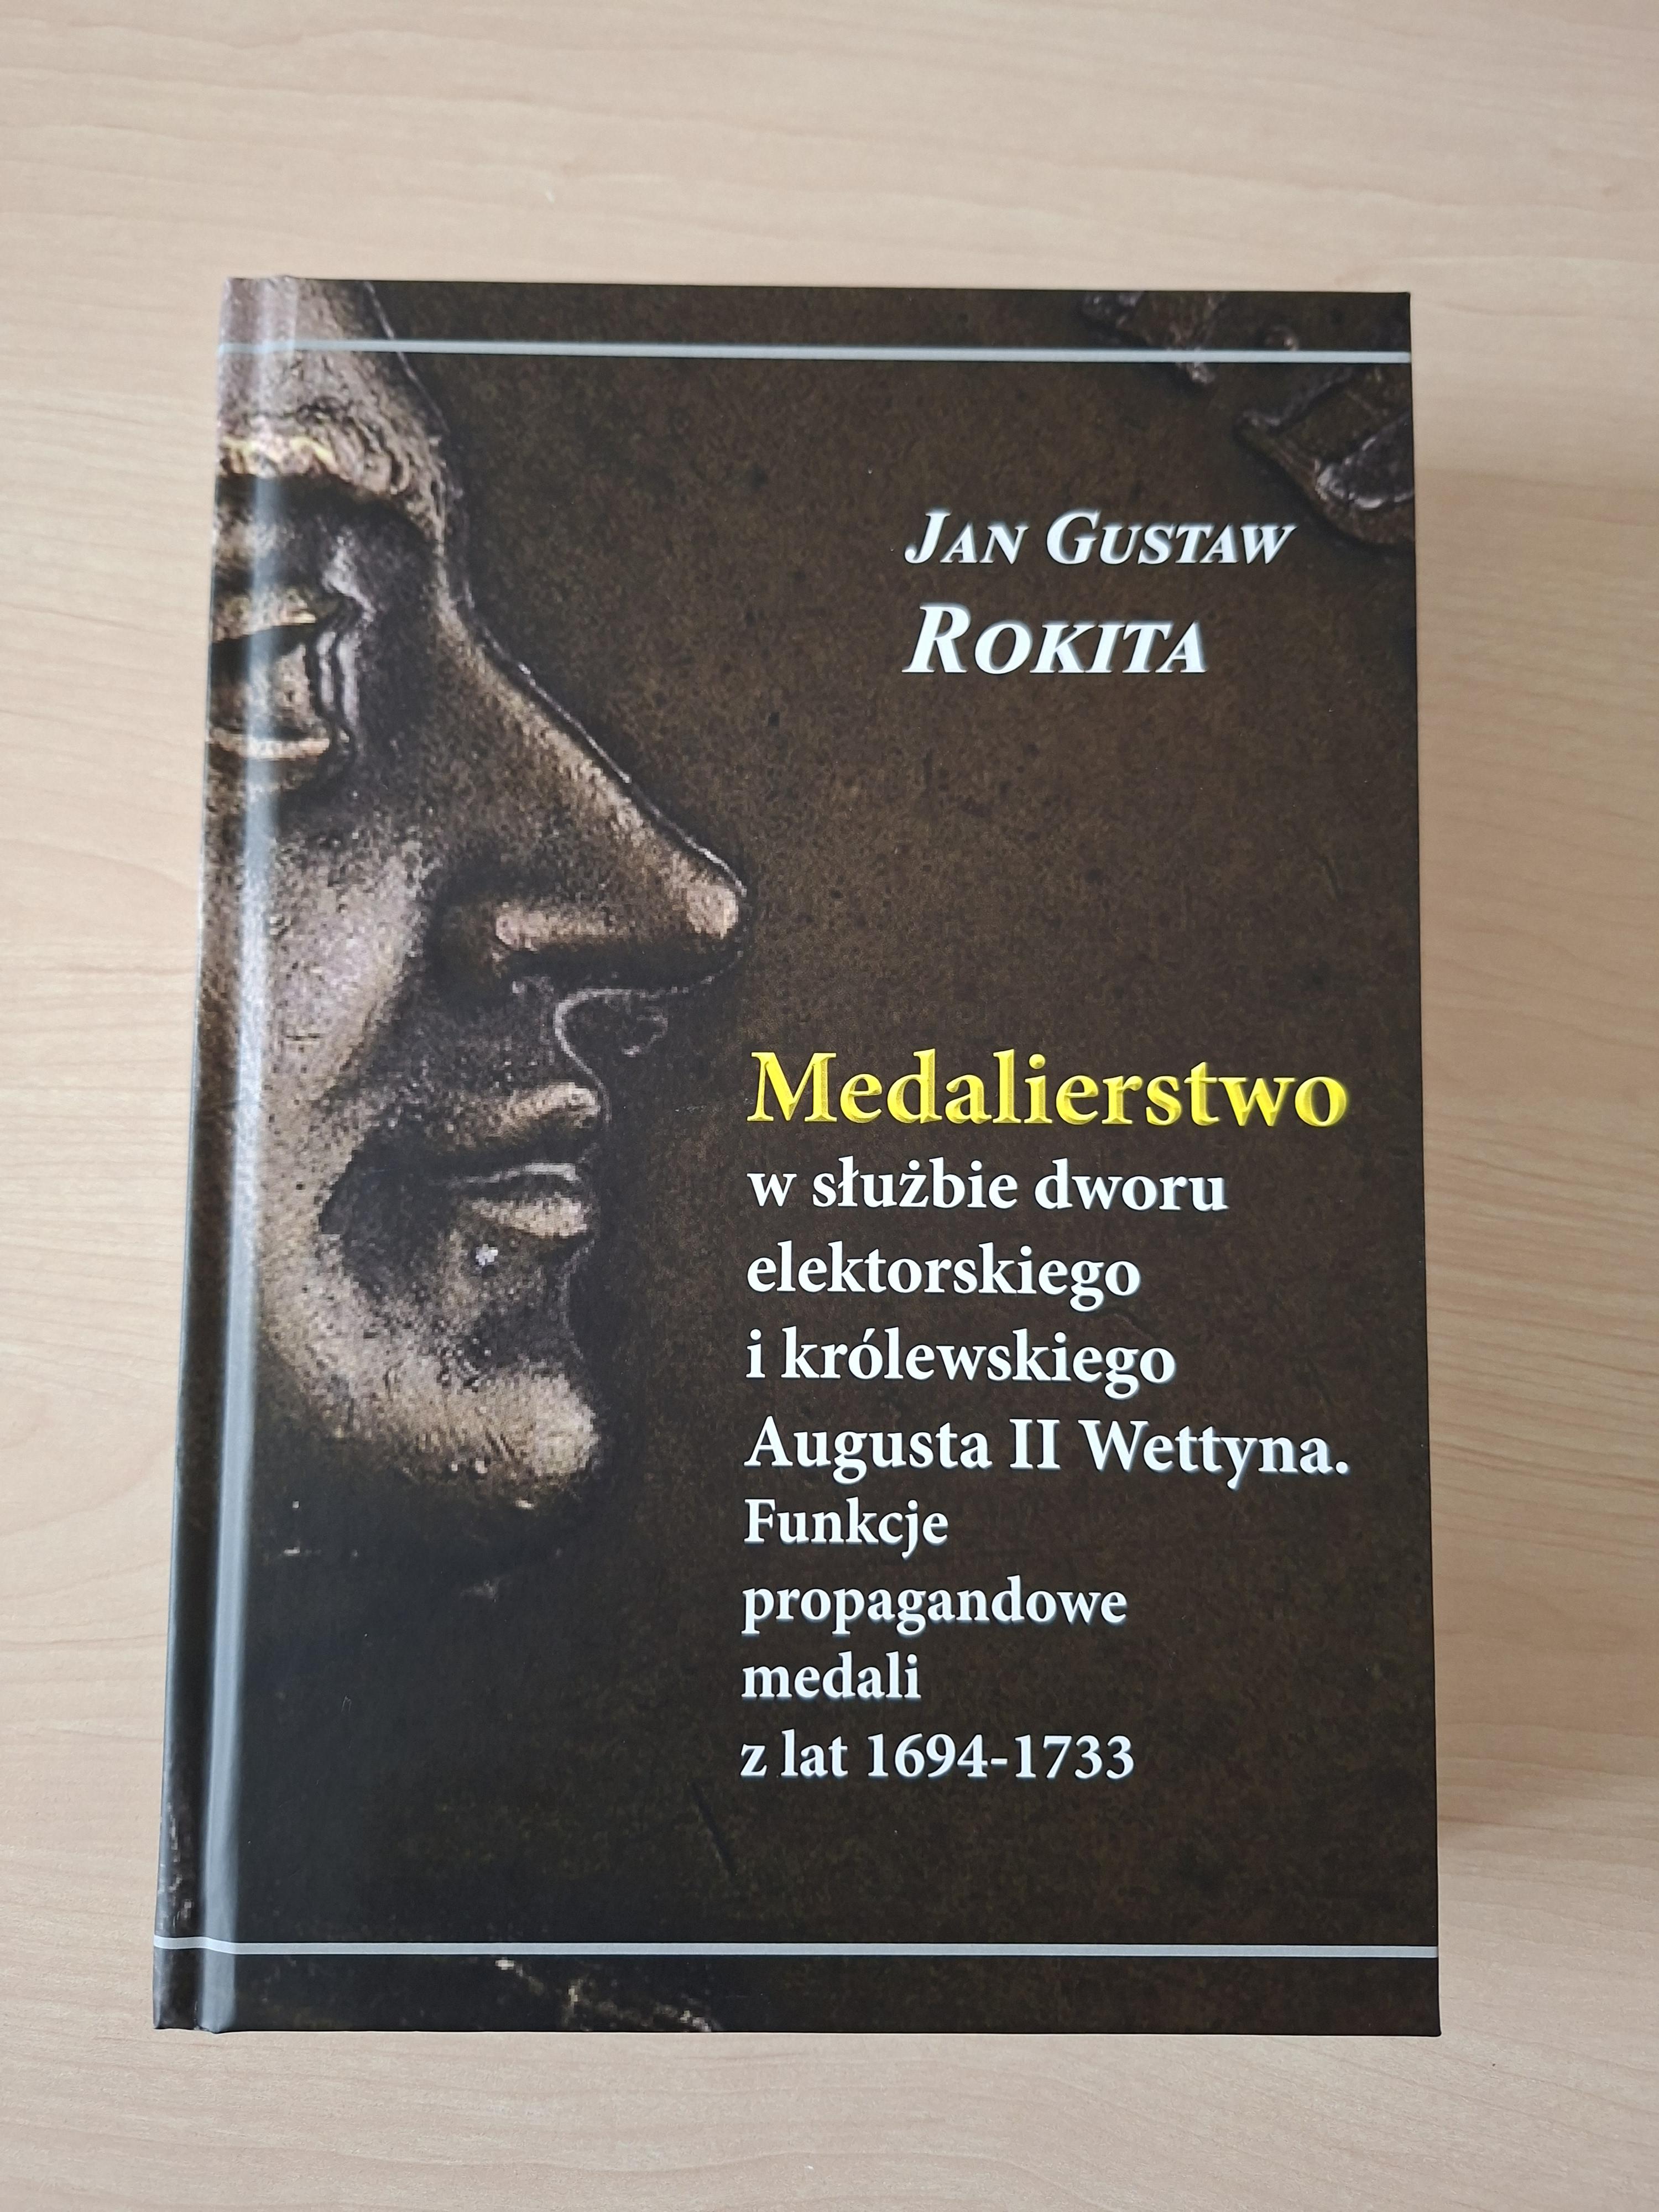 JAN GUSTAW
ROKITA
Medalierstwo
w służbie dworu
elektorskiego
i królewskiego
Augusta II Wettyna.
Funkcje
propagandowe
medali
z lat 1694-1733